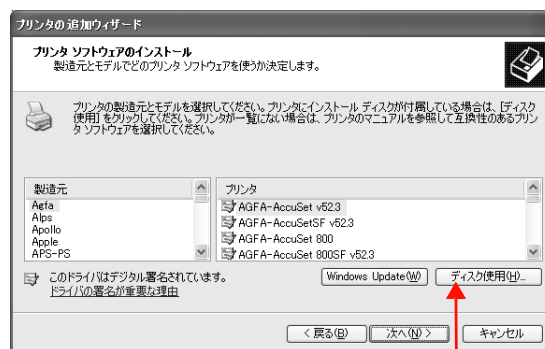 プリンタの追加ウィザード
プリンタ ソフトウェアのインストール
製造元とモデルでどのプリンタ ソフトウェアを使うか決定します。
プリンタの製造元とモデルを選択してください。プリンタにインストール ディスクが付属している場合は、[ディスク
使用] をクリックしてください。プリンタが一覧にない場合は、プリンタのマニュアルを参照して互換性のあるプリン
タ ソフトウェアを選択してください。
製造元
Agfa
Alps
Apollo
Apple
APS-PS
プリンタ
AGFA-AccuSet v52.3
AGFA-AccuSetSF v52.3
AGFA-AccuSet 800
AGFA-AccuSet 800SF v52.3
このドライバはデジタル署名されています。
ドライバの署名が重要な理由
Windows Update(W)
ディスク使用(H)...
< 戻る(B)
次へ(N) >
キャンセル